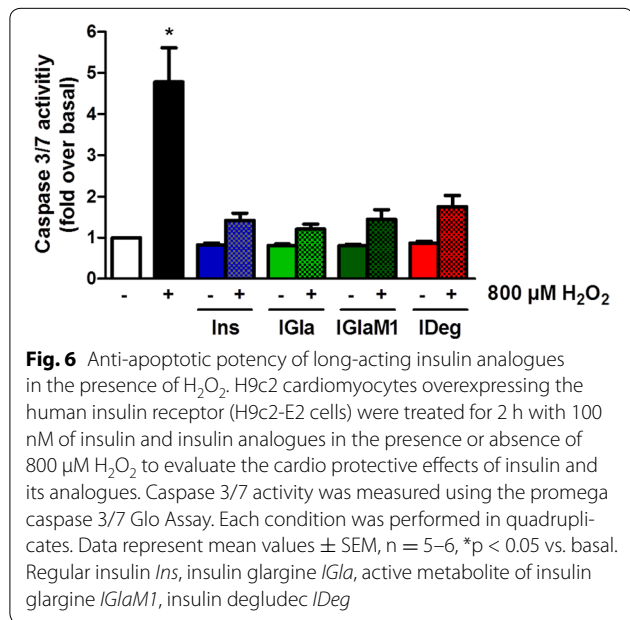 *
6
5
4
3
2
1
0
Caspase 3/7 activitiy
(fold over basal)
- + - + - + - + - + 800 µM H₂O₂
Ins IGla IGlaM1 IDeg
Fig. 6 Anti-apoptotic potency of long-acting insulin analogues
in the presence of H₂O₂. H9c2 cardiomyocytes overexpressing the
human insulin receptor (H9c2-E2 cells) were treated for 2 h with 100
nM of insulin and insulin analogues in the presence or absence of
800 µM H₂O₂ to evaluate the cardio protective effects of insulin and
its analogues. Caspase 3/7 activity was measured using the promega
caspase 3/7 Glo Assay. Each condition was performed in quadrupli-
cates. Data represent mean values ± SEM, n = 5–6, *p < 0.05 vs. basal.
Regular insulin Ins, insulin glargine IGla, active metabolite of insulin
glargine IGlaM1, insulin degludec IDeg